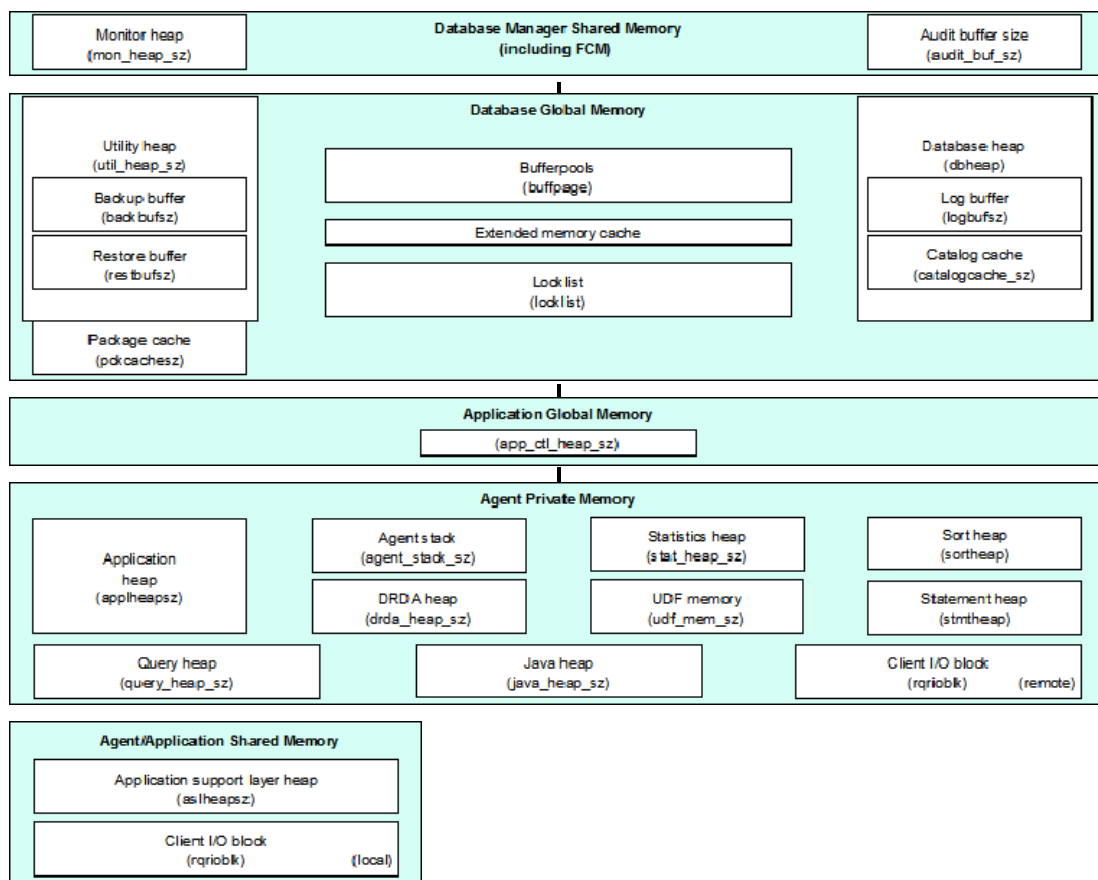 Monitor heap
(mon_heap_sz)
Database Manager Shared Memory
(including FCM)
Audit buffer size
(audit_buf_sz)
Database Global Memory
Utility heap
(util_heap_sz)
Backup buffer
(backbufsz)
Restore buffer
(restbufsz)
Package cache
(pckcachesz)
Bufferpools
(buffpage)
Extended memory cache
Lock list
(locklist)
Database heap
(dbheap)
Log buffer
(logbufsz)
Catalog cache
(catalogcache_sz)
Application Global Memory
(app_ctl_heap_sz)
Agent Private Memory
Application
heap
(applheapsz)
Agent stack
(agent_stack_sz)
Statistics heap
(stat_heap_sz)
Sort heap
(sortheap)
DRDA heap
(drda_heap_sz)
UDF memory
(udf_mem_sz)
Statement heap
(stmtheap)
Query heap
(query_heap_sz)
Java heap
(java_heap_sz)
Client I/O block
(rqrioblk) (remote)
Agent/Application Shared Memory
Application support layer heap
(aslheapsz)
Client I/O block
(rqrioblk) (local)